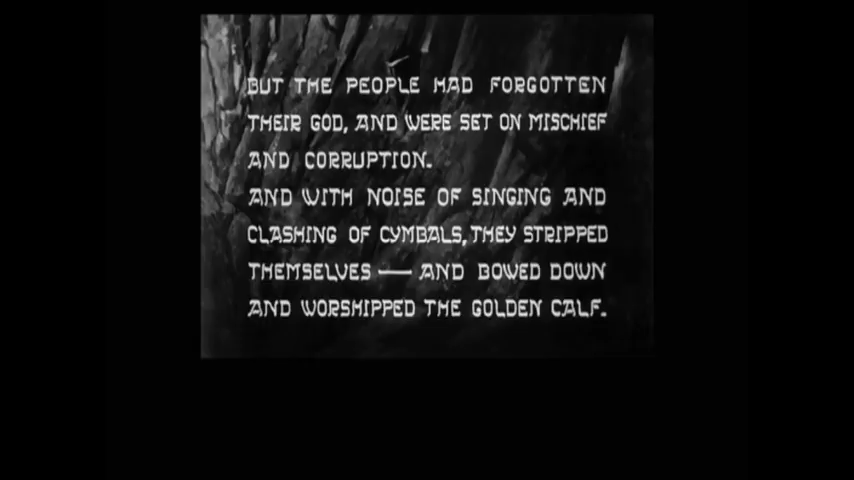 BUT THE PEOPLE HAD FORGOTTEN
THEIR GOD, AND WERE SET ON MISCHIEF
AND CORRUPTION.
AND WITH NOISE OF SINGING AND
CLASHING OF CYMBALS, THEY STRIPPED
THEMSELVES — AND BOWED DOWN
AND WORSHIPPED THE GOLDEN CALF.